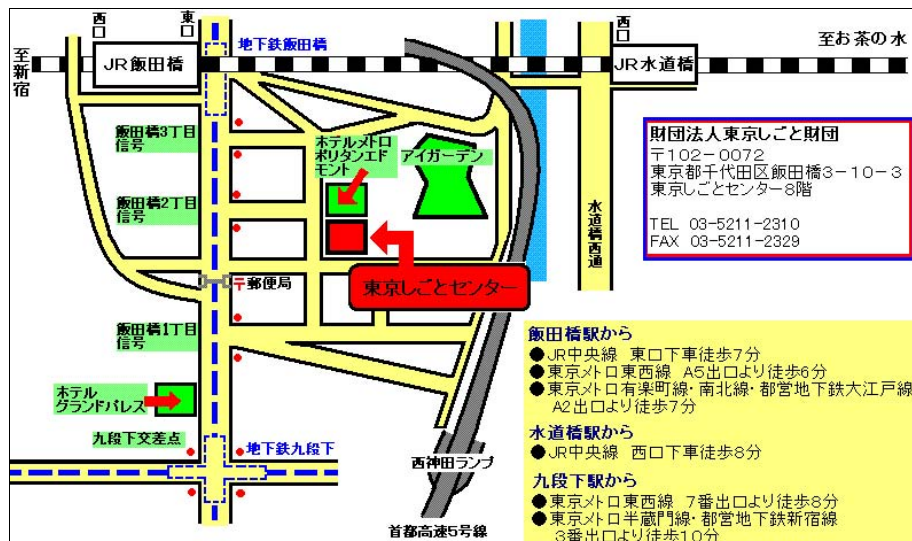 西口
東口
地下鉄飯田橋
西口
至お茶の水
至新宿
JR飯田橋
JR水道橋
飯田橋3丁目
信号
ホテルメトロ
ポリタンエド
モント
アイガーデン
財団法人東京しごと財団
〒102-0072
東京都千代田区飯田橋3-10-3
東京しごとセンター8階
TEL 03-5211-2310
FAX 03-5211-2329
飯田橋2丁目
信号
水道橋西通
〒郵便局
東京しごとセンター
飯田橋1丁目
信号
ホテル
グランドパレス
九段下交差点
地下鉄九段下
西神田ランプ
首都高速5号線
飯田橋駅から
●JR中央線 東口下車徒歩7分
●東京メトロ東西線 A5出口より徒歩6分
●東京メトロ有楽町線・南北線・都営地下鉄大江戸線
A2出口より徒歩7分
水道橋駅から
●JR中央線 西口下車徒歩8分
九段下駅から
●東京メトロ東西線 7番出口より徒歩8分
●東京メトロ半蔵門線・都営地下鉄新宿線
3番出口より徒歩10分